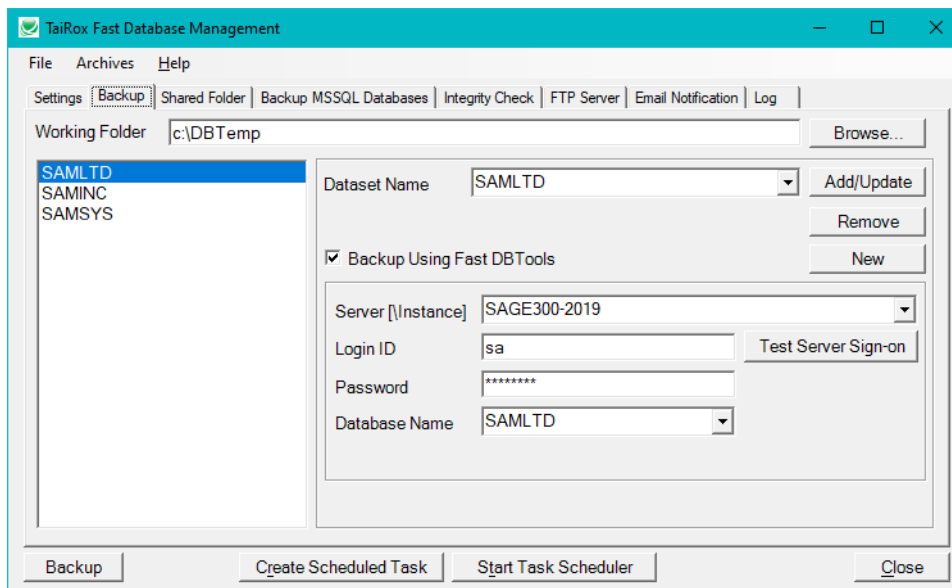 TaiRox Fast Database Management
File Archives Help
Settings Backup Shared Folder Backup MSSQL Databases Integrity Check FTP Server Email Notification Log
Working Folder c:\DBTemp Browse...
SAMLTD
SAMINC
SAMSYS
Dataset Name SAMLTD Add/Update
Remove
Backup Using Fast DBTools New
Server [\Instance] SAGE300-2019
Login ID sa Test Server Sign-on
Password ********
Database Name SAMLTD
Backup Create Scheduled Task Start Task Scheduler Close